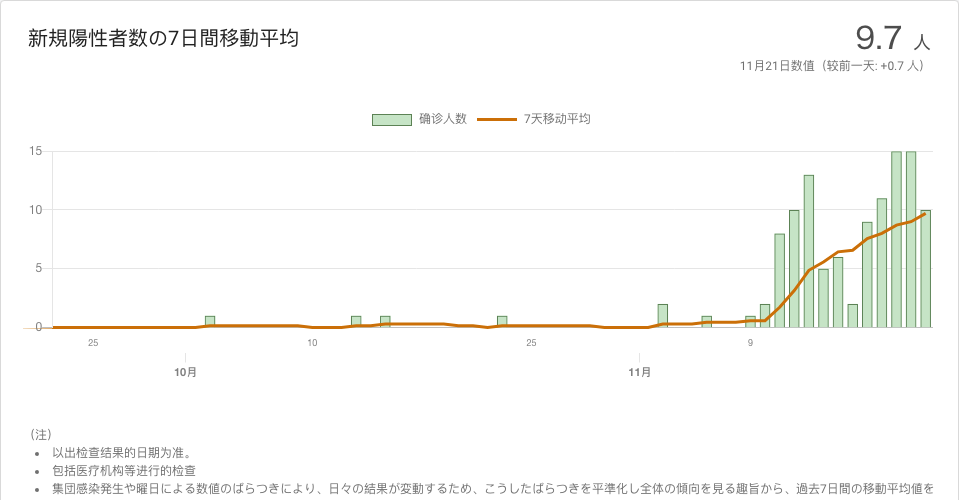 新規陽性者数の7日間移動平均
9.7 人
11月21日数值（较前一天: +0.7 人）
确诊人数 7天移动平均
15
10
5
0
25 10 25 9
10月 11月
（注）
以出检查结果的日期为准。
包括医疗机构等进行的检查
集団感染発生や曜日による数値のばらつきにより、日々の結果が変動するため、こうしたばらつきを平準化し全体の傾向を見る趣旨から、過去7日間の移動平均値を